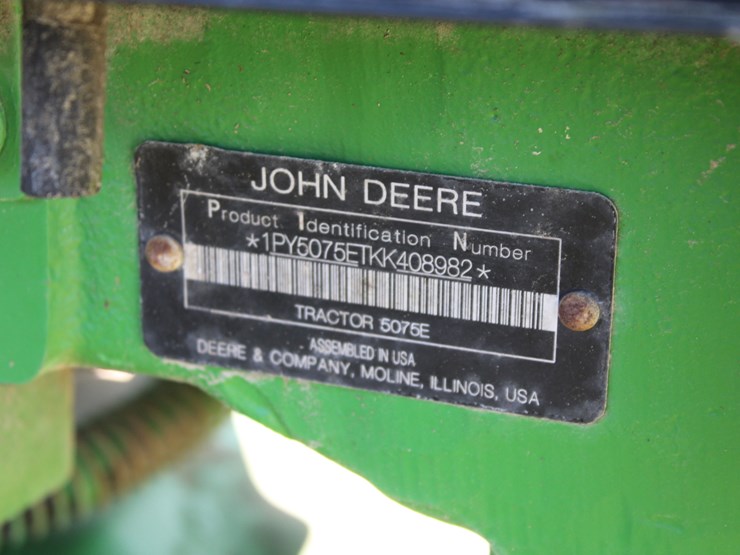 JOHN DEERE
Product Identification Number
*1PY5075ETKK408982*
TRACTOR 5075E
ASSEMBLED IN USA
DEERE & COMPANY, MOLINE, ILLINOIS, USA